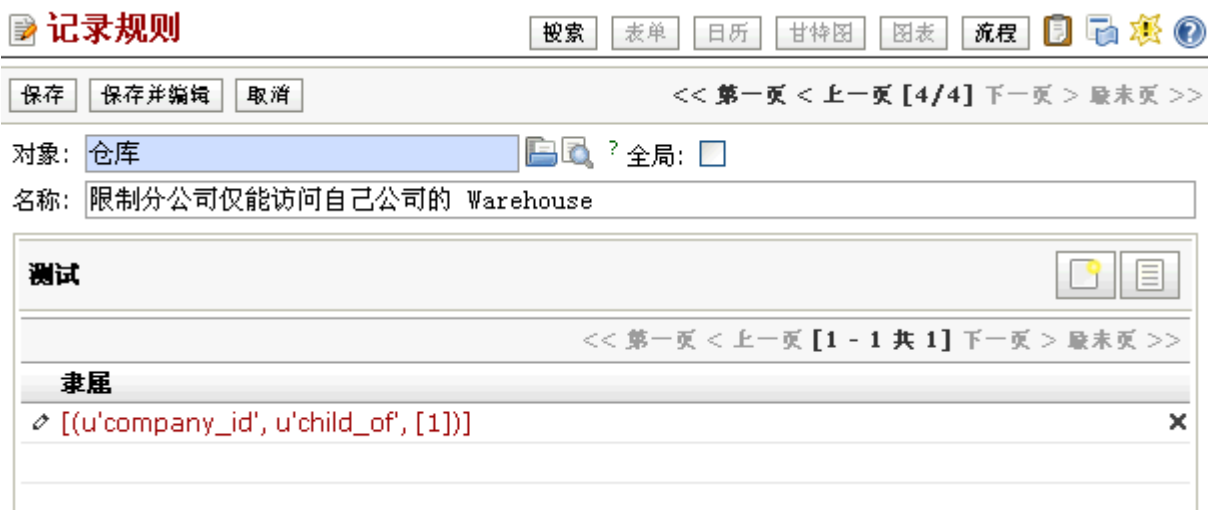 记录规则 搜索 表单 日历 甘特图 图表 流程
保存 保存并编辑 取消 << 第一页 < 上一页 [4/4] 下一页 > 最末页 >>
对象: 仓库 ? 全局:
名称: 限制分公司仅能访问自己公司的 Warehouse
测试
<< 第一页 < 上一页 [1 - 1 共 1] 下一页 > 最末页 >>
隶属
[(u'company_id', u'child_of', [1])]